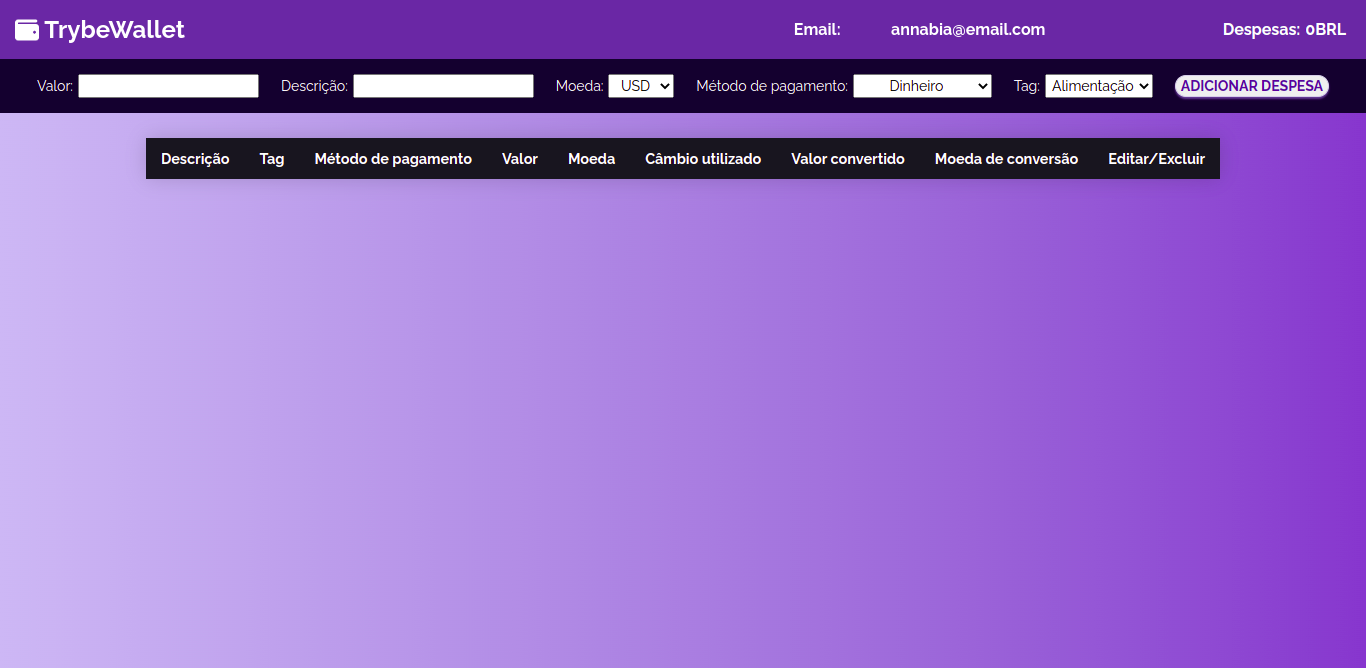 TrybeWallet Email: annabia@email.com Despesas: 0BRL
Valor: Descrição: Moeda: USD Método de pagamento: Dinheiro Tag: Alimentação ADICIONAR DESPESA
Descrição Tag Método de pagamento Valor Moeda Câmbio utilizado Valor convertido Moeda de conversão Editar/Excluir